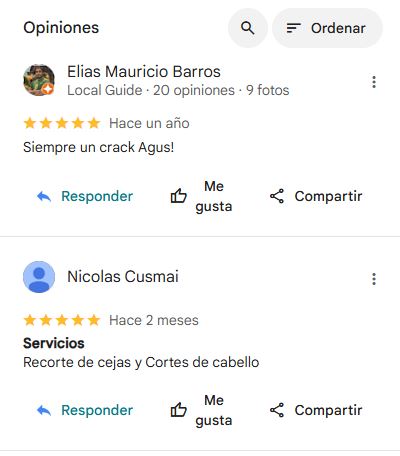 Opiniones
Ordenar
Elias Mauricio Barros
Local Guide · 20 opiniones · 9 fotos
Hace un año
Siempre un crack Agus!
Responder
Me
gusta
Compartir
Nicolas Cusmai
Hace 2 meses
Servicios
Recorte de cejas y Cortes de cabello
Responder
Me
gusta
Compartir